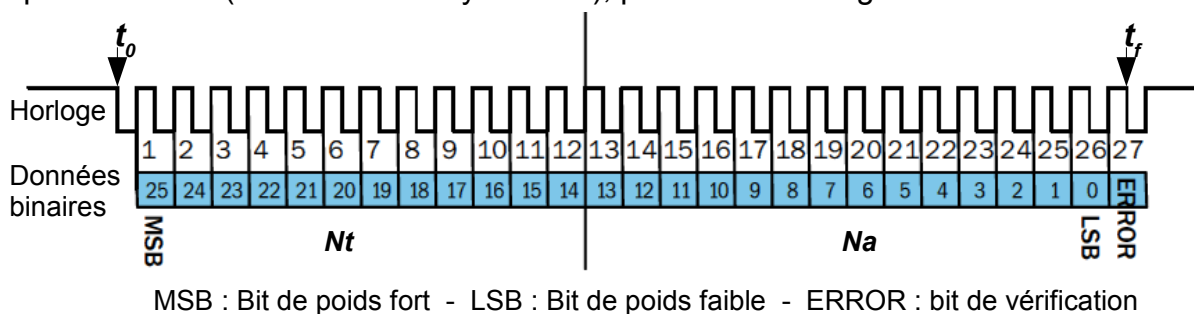 t0 tf
Horloge
1 2 3 4 5 6 7 8 9 10 11 12 13 14 15 16 17 18 19 20 21 22 23 24 25 26 27
Données
binaires
25 24 23 22 21 20 19 18 17 16 15 14 13 12 11 10 9 8 7 6 5 4 3 2 1 0 ERROR
MSB Nt Na LSB
MSB : Bit de poids fort - LSB : Bit de poids faible - ERROR : bit de vérification